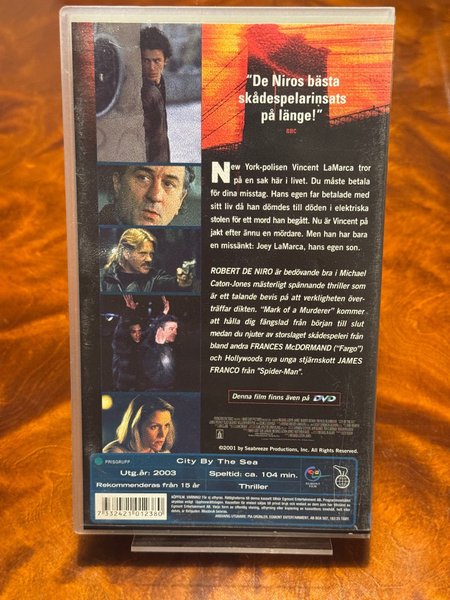 "De Niros bästa
skådespelarinsats
på länge!"
BBC
New York-polisen Vincent LaMarca tror
på en sak här i livet. Du måste betala
för dina misstag. Hans egen far betalade med
sitt liv då han dömdes till döden i elektriska
stolen för ett mord han begått. Nu är Vincent på
jakt efter ännu en mördare. Men han har bara
en missänkt: Joey LaMarca, hans egen son.
ROBERT DE NIRO är bedövande bra i Michael
Caton-Jones mästerligt spännande thriller som
är ett talande bevis på att verkligheten över-
träffar dikten. "Mark of a Murderer" kommer
att hålla dig fängslad från början till slut
medan du njuter av storslaget skådespeleri från
bland andra FRANCES McDORMAND ("Fargo")
och Hollywoods nya unga stjärnskott JAMES
FRANCO från "Spider-Man".
Denna film finns även på DVD
©2001 by Seabreeze Productions, Inc.
PRISGRUPP
City By The Sea
Utg.år: 2003
Speltid: ca. 104 min.
Rekommenderas från 15 år
Thriller
7 332421 012380